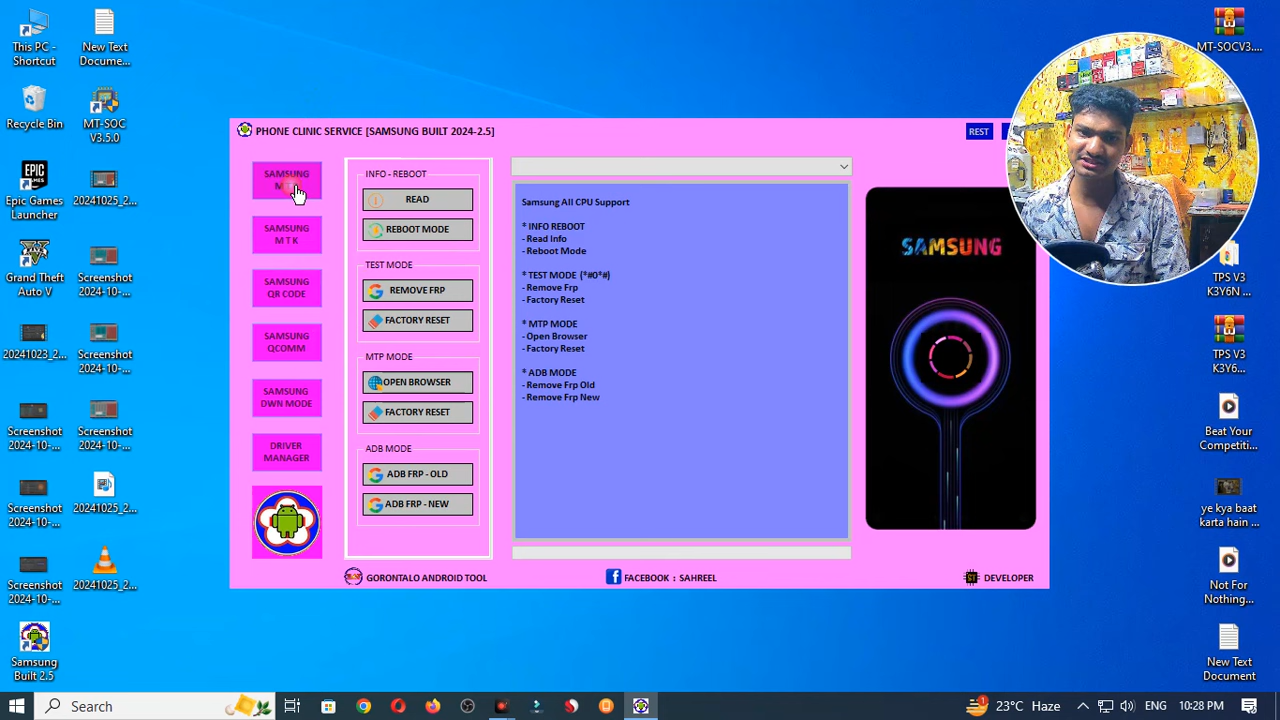 This PC -
Shortcut
New Text
Docume...
Recycle Bin
MT-SOC
V3.5.0
Epic Games
Launcher
20241025_2...
Grand Theft
Auto V
Screenshot
2024-10-...
20241023_2...
Screenshot
2024-10-...
Screenshot
2024-10-...
Screenshot
2024-10-...
Screenshot
2024-10-...
20241025_2...
Screenshot
2024-10-...
20241025_2...
Samsung
Built 2.5
PHONE CLINIC SERVICE [SAMSUNG BUILT 2024-2.5]
REST
SAMSUNG
SAMSUNG
M T K
SAMSUNG
QR CODE
SAMSUNG
QCOMM
SAMSUNG
DWN MODE
DRIVER
MANAGER
INFO - REBOOT
READ
REBOOT MODE
TEST MODE
REMOVE FRP
FACTORY RESET
MTP MODE
OPEN BROWSER
FACTORY RESET
ADB MODE
ADB FRP - OLD
ADB FRP - NEW
Samsung All CPU Support
* INFO REBOOT
- Read Info
- Reboot Mode
* TEST MODE (*#0*#)
- Remove Frp
- Factory Reset
* MTP MODE
- Open Browser
- Factory Reset
* ADB MODE
- Remove Frp Old
- Remove Frp New
SAMSUNG
GORONTALO ANDROID TOOL
FACEBOOK : SAHREEL
DEVELOPER
MT-SOCV3....
TPS V3
K3Y6N ...
TPS V3
K3Y6...
Beat Your
Competiti...
ye kya baat
karta hain ...
Not For
Nothing...
New Text
Document
Search
23°C Haze
ENG
10:28 PM